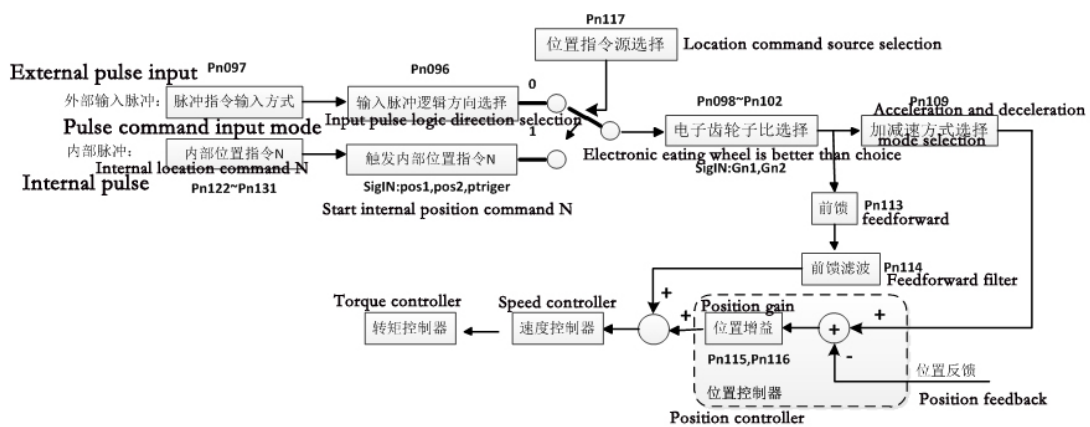 Pn117
位置指令源选择
Location command source selection
External pulse input
Pn097
Pn096
0
外部输入脉冲:
脉冲指令输入方式
输入脉冲逻辑方向选择
Pn098~Pn102
Pn109
Acceleration and deceleration
Pulse command input mode
Input pulse logic direction selection
1
电子齿轮子比选择
加减速方式选择
mode selection
内部脉冲:
内部位置指令N
触发内部位置指令N
Electronic eating wheel is better than choice
Internal location command N
SigIN:Gn1,Gn2
Internal pulse
Pn122~Pn131
SigIN:pos1,pos2,ptriger
Start internal position command N
前馈
Pn113
feedforward
前馈滤波
Pn114
Feedforward filter
Torque controller
Speed controller
+
Position gain
+
+
转矩控制器
速度控制器
位置增益
+
Pn115,Pn116
-
位置反馈
位置控制器
Position feedback
Position controller